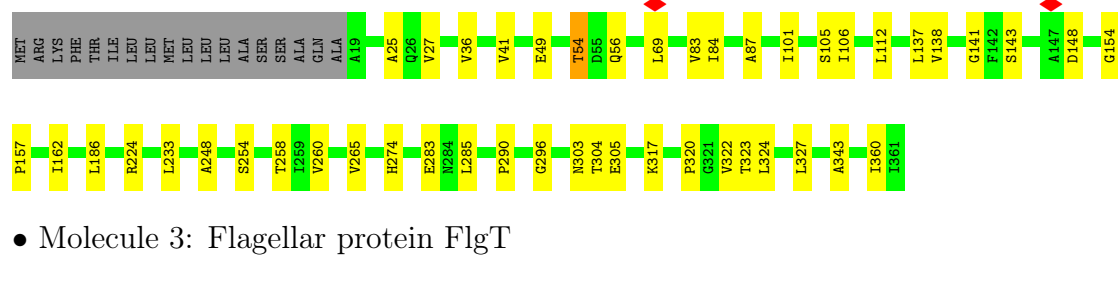 MET ARG LYS PHE THR ILE LEU LEU MET LEU LEU LEU LEU ALA SER SER ALA GLN ALA A19 A25 Q26 V27 V36 V41 E49 T54 D55 Q56 L69 V83 I84 A87 I101 S105 I106 L112 L137 V138 G141 F142 S143 A147 D148 G154
P157 I162 L186 R224 L233 A248 S254 T258 I259 V260 V265 H274 E283 N284 L285 P290 G296 N303 T304 E305 K317 P320 G321 V322 T323 L324 L327 A343 I360 I361
• Molecule 3: Flagellar protein FlgT